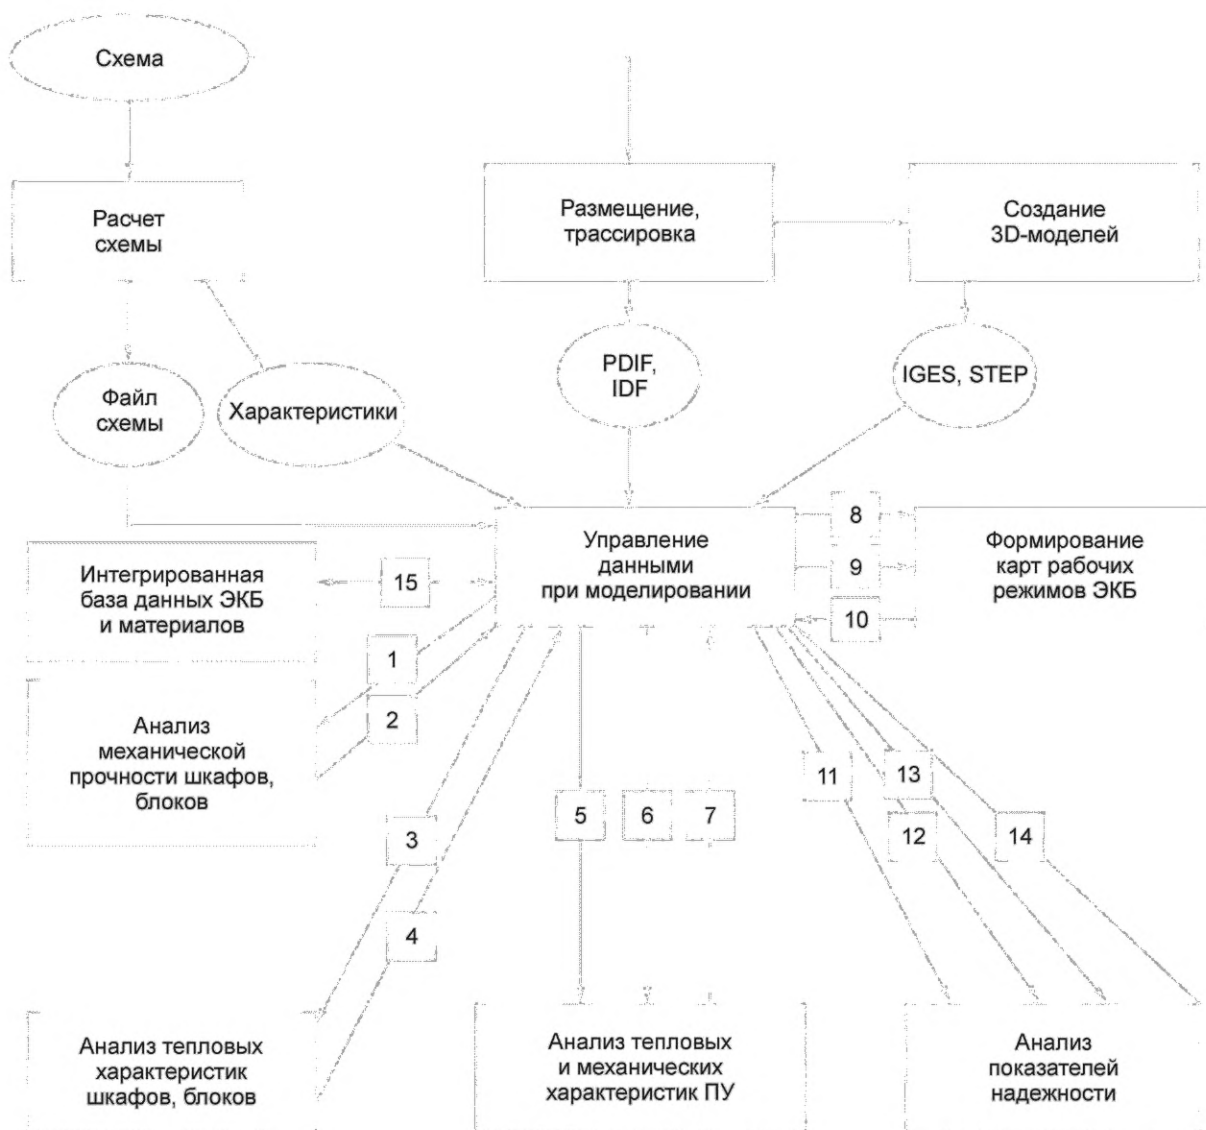 Схема
Расчет
схемы
Размещение,
трассировка
Создание
3D-моделей
Файл
схемы
Характеристики
PDIF,
IDF
IGES, STEP
Управление
данными
при моделировании
8
9
10
Формирование
карт рабочих
режимов ЭКБ
Интегрированная
база данных ЭКБ
и материалов
15
1
2
Анализ
механической
прочности шкафов,
блоков
3
4
5
6
7
11
13
12
14
Анализ тепловых
характеристик
шкафов, блоков
Анализ тепловых
и механических
характеристик ПУ
Анализ
показателей
надежности